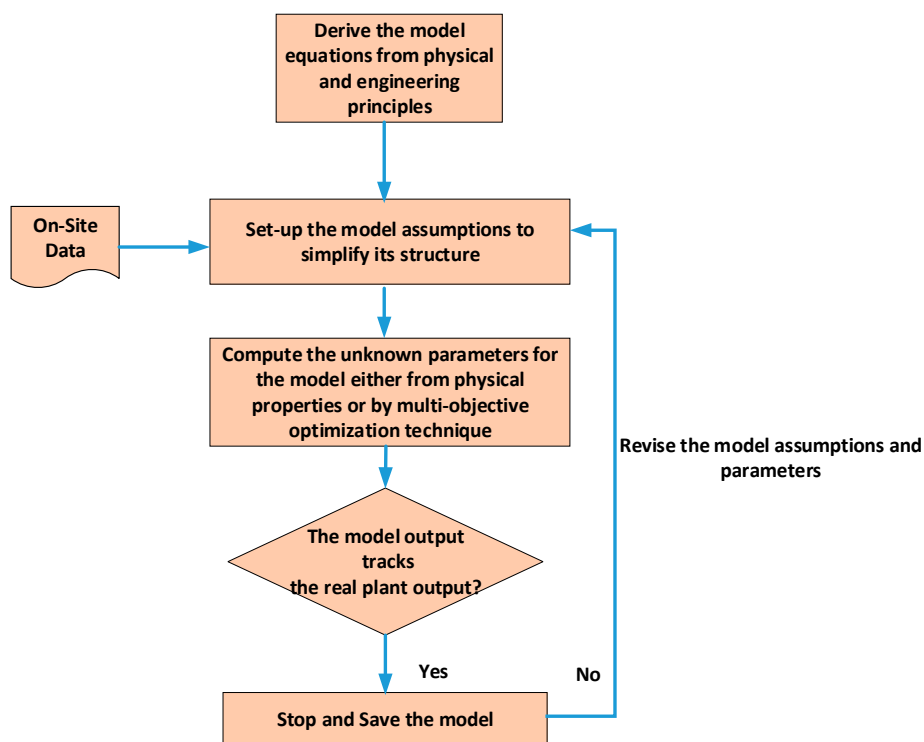 Derive the model
equations from physical
and engineering
principles
On-Site
Data
Set-up the model assumptions to
simplify its structure
Compute the unknown parameters for
the model either from physical
properties or by multi-objective
optimization technique
Revise the model assumptions and
parameters
The model output
tracks
the real plant output?
Yes
No
Stop and Save the model